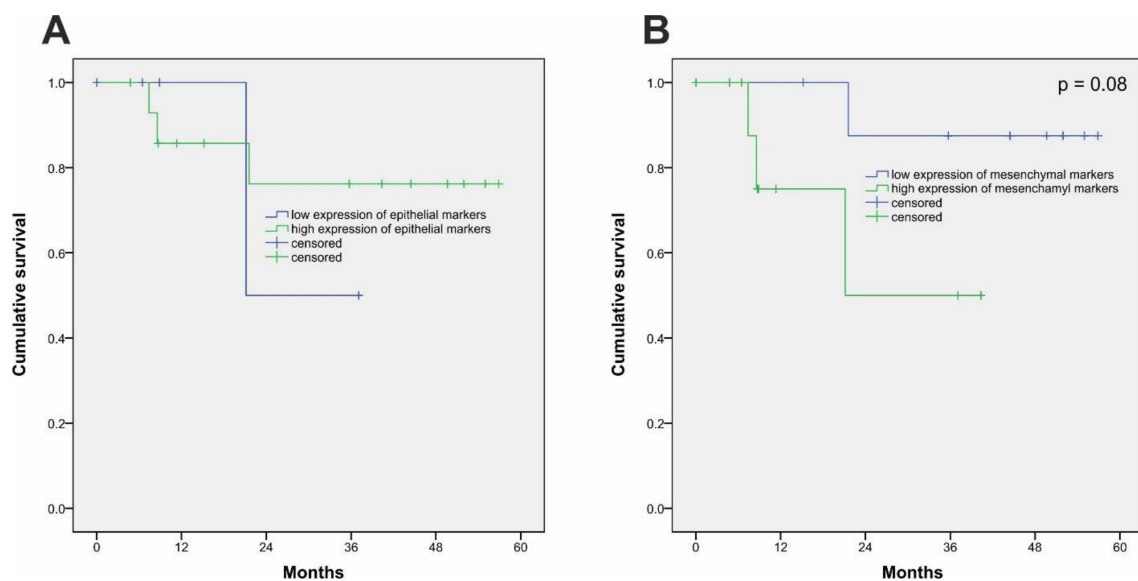 A
1.0
0.8
0.6
0.4
0.2
0.0
Cumulative survival
low expression of epithelial markers
high expression of epithelial markers
censored
censored
0 12 24 36 48 60
Months
B
p = 0.08
1.0
0.8
0.6
0.4
0.2
0.0
Cumulative survival
low expression of mesenchymal markers
high expression of mesenchamyl markers
censored
censored
0 12 24 36 48 60
Months